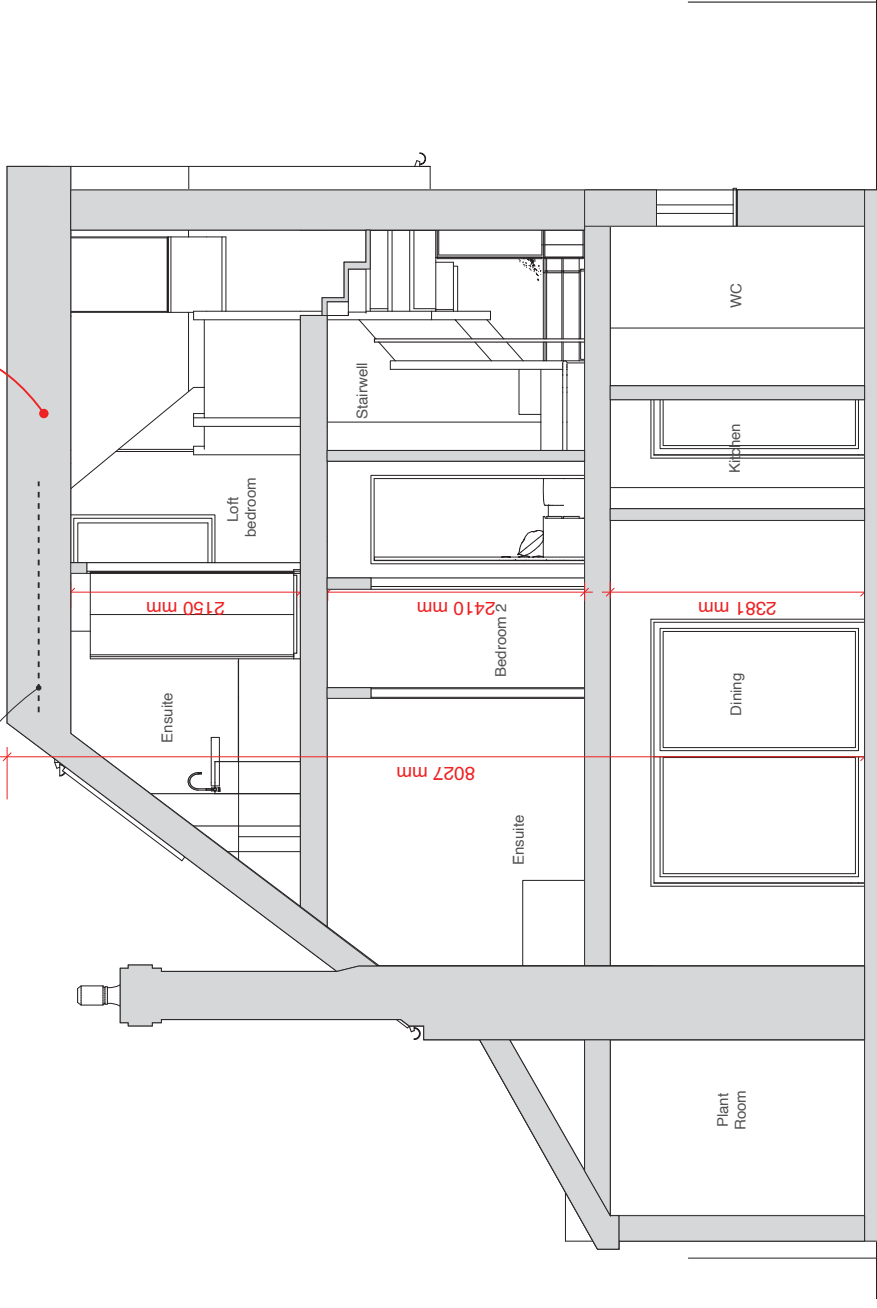 Loft
bedroom
Ensuite
2150 mm
Stairwell
Bedroom 2
2410 mm
Ensuite
8027 mm
WC
Kitchen
Dining
2381 mm
Plant
Room